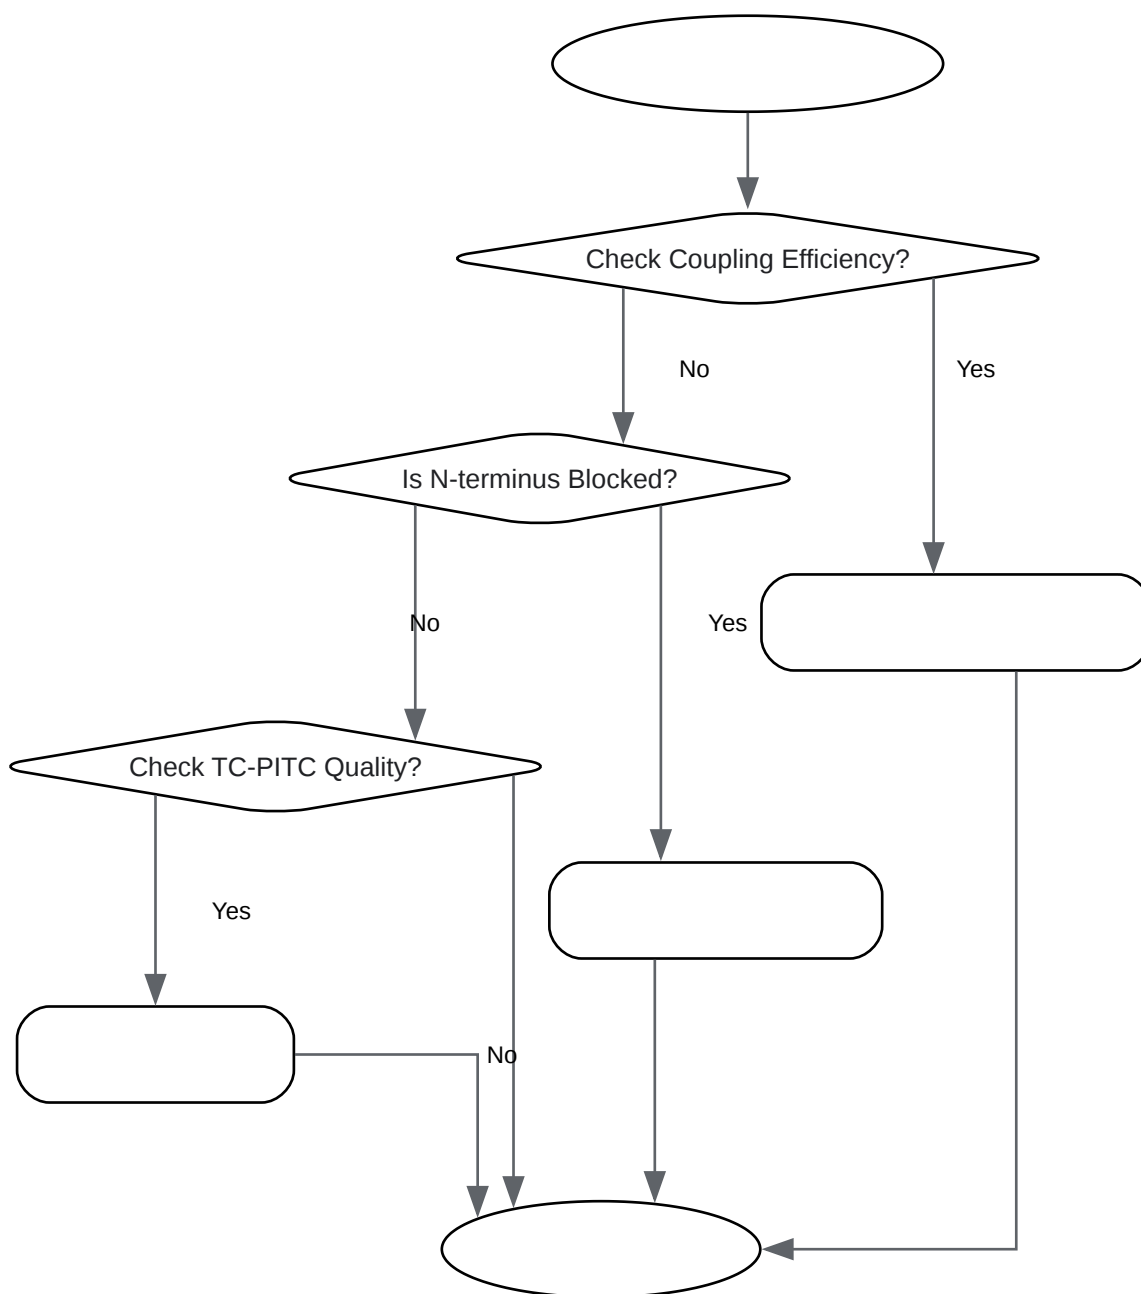 Check Coupling Efficiency?
No
Yes
Is N-terminus Blocked?
No
Yes
Check TC-PITC Quality?
Yes
No